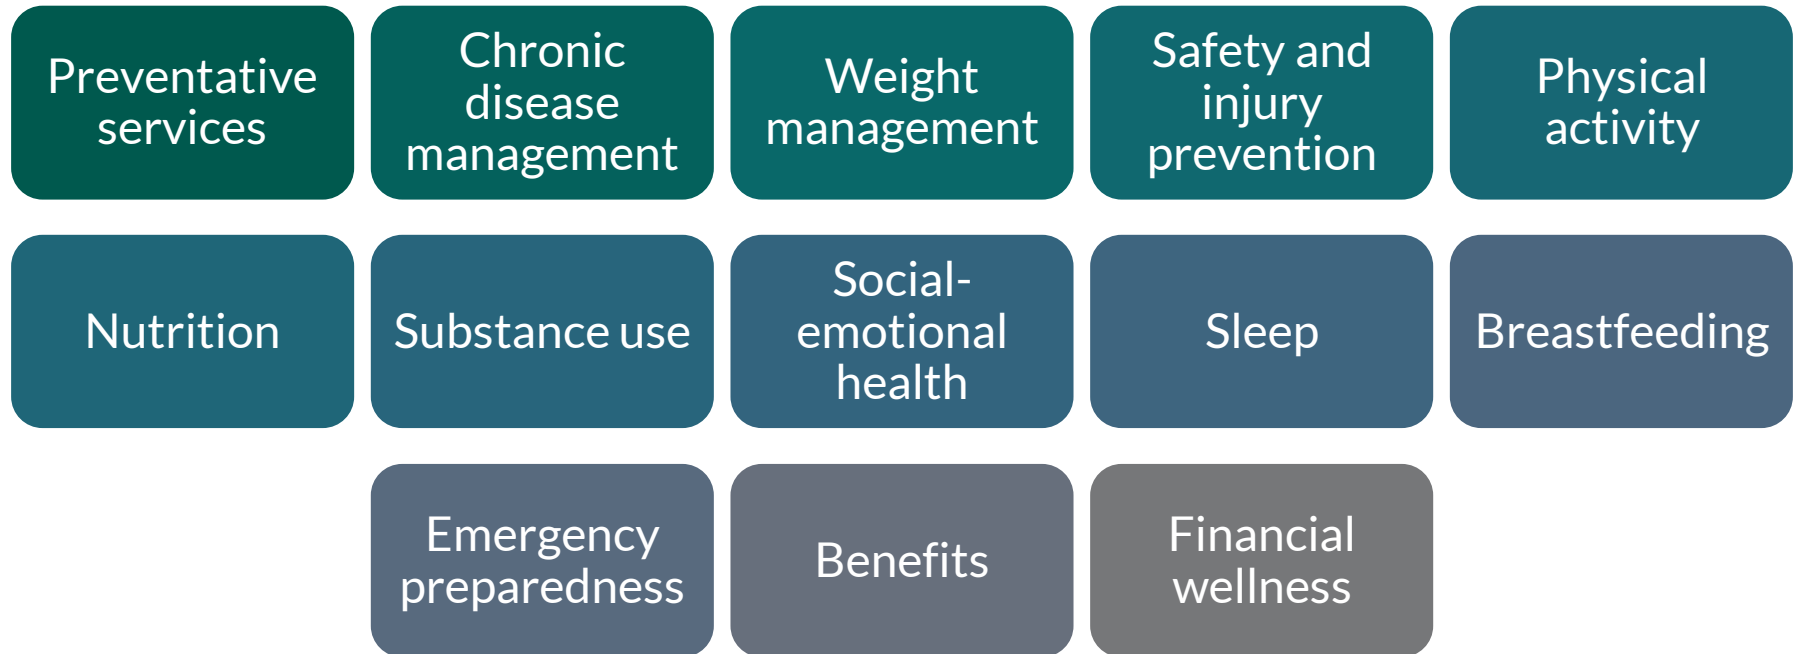 Preventative
services
Chronic
disease
management
Weight
management
Safety and
injury
prevention
Physical
activity
Nutrition
Substance use
Social-
emotional
health
Sleep
Breastfeeding
Emergency
preparedness
Benefits
Financial
wellness